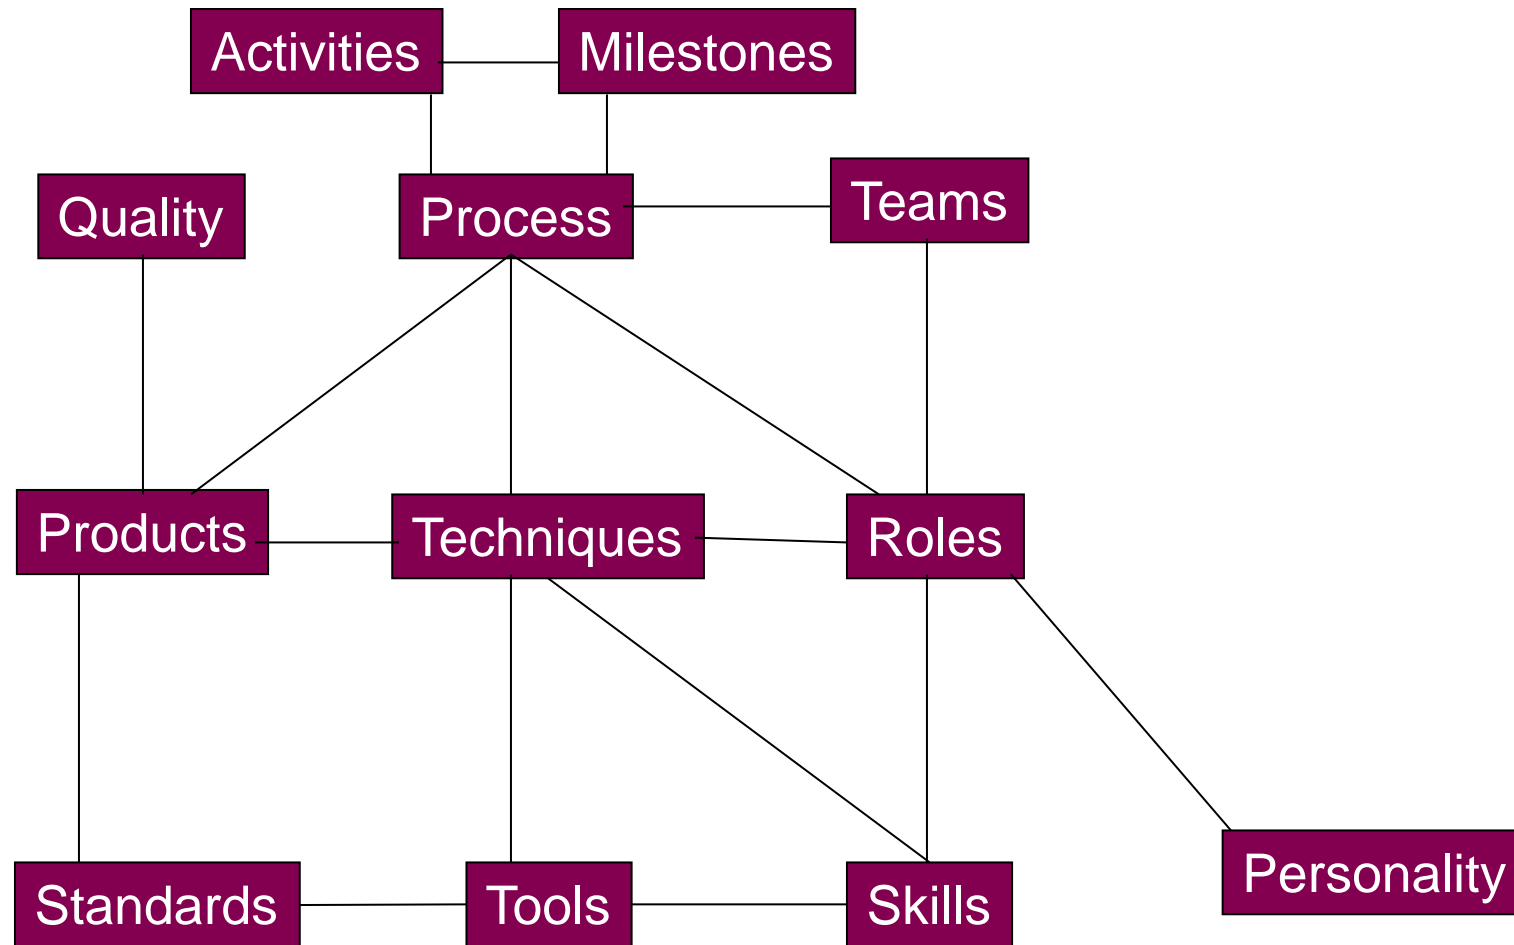 Activities
Milestones
Quality
Process
Teams
Products
Techniques
Roles
Standards
Tools
Skills
Personality